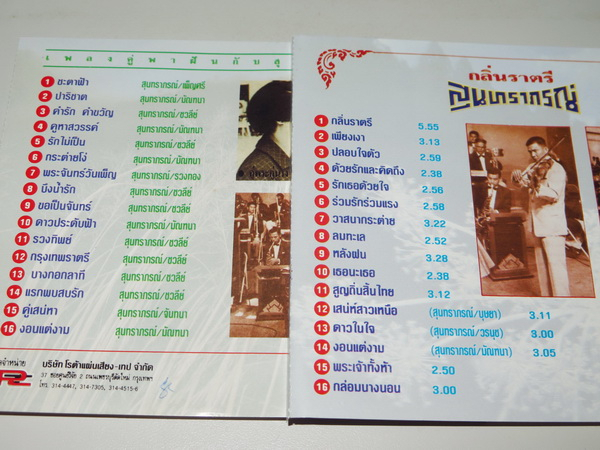 เพลงคู่พาฝันกับสุ
1 ชะตาฟ้า สุนทราภรณ์/เพ็ญศรี
2 ปาริชาต สุนทราภรณ์/มัณฑนา
3 คำรัก คำขวัญ สุนทราภรณ์/ชวลีย์
4 คูหาสวรรค์ สุนทราภรณ์/มัณฑนา
5 รักไม่เป็น สุนทราภรณ์/ชวลีย์
6 กระต่ายโง่ สุนทราภรณ์/มัณฑนา
7 พระจันทร์วันเพ็ญ สุนทราภรณ์/รวงทอง
8 บึงน้ำรัก สุนทราภรณ์/ชวลีย์
9 ขอเป็นจันทร์ สุนทราภรณ์/ชวลีย์
10 ดาวประดับฟ้า สุนทราภรณ์/มัณฑนา
11 รวงทิพย์ สุนทราภรณ์/ชวลีย์
12 กรุงเทพราตรี สุนทราภรณ์/มัณฑนา
13 บางกอกลาที สุนทราภรณ์/ชวลีย์
14 แรกพบสบรัก สุนทราภรณ์/ชวลีย์
15 คู่เสน่หา สุนทราภรณ์/จันทนา
16 งอนแต่งาม สุนทราภรณ์/มัณฑนา
จำหน่าย บริษัท โรต้าแผ่นเสียง-เทป จำกัด
โทร. 314-4447, 314-7305, 314-4515-6
กลิ่นราตรี
สุนทราภรณ์
1 กลิ่นราตรี 5.55
2 เพียงเงา 3.13
3 ปลอบใจตัว 2.59
4 ด้วยรักและคิดถึง 2.38
5 รักเธอด้วยใจ 2.56
6 ร่วมรักร่วมแรง 2.58
7 วาสนากระต่าย 3.22
8 ลมทะเล 2.52
9 หลังฝน 3.28
10 เธอนะเธอ 2.38
11 สูญถิ่นสิ้นไทย 3.12
12 เสน่ห์สาวเหนือ (สุนทราภรณ์/บุษยา) 3.11
13 ดาวในใจ (สุนทราภรณ์/วรนุช) 3.00
14 งอนแต่งาม (สุนทราภรณ์/มัณฑนา) 3.05
15 พระเจ้าทั้งห้า 2.50
16 กล่อมบางนอน 3.00